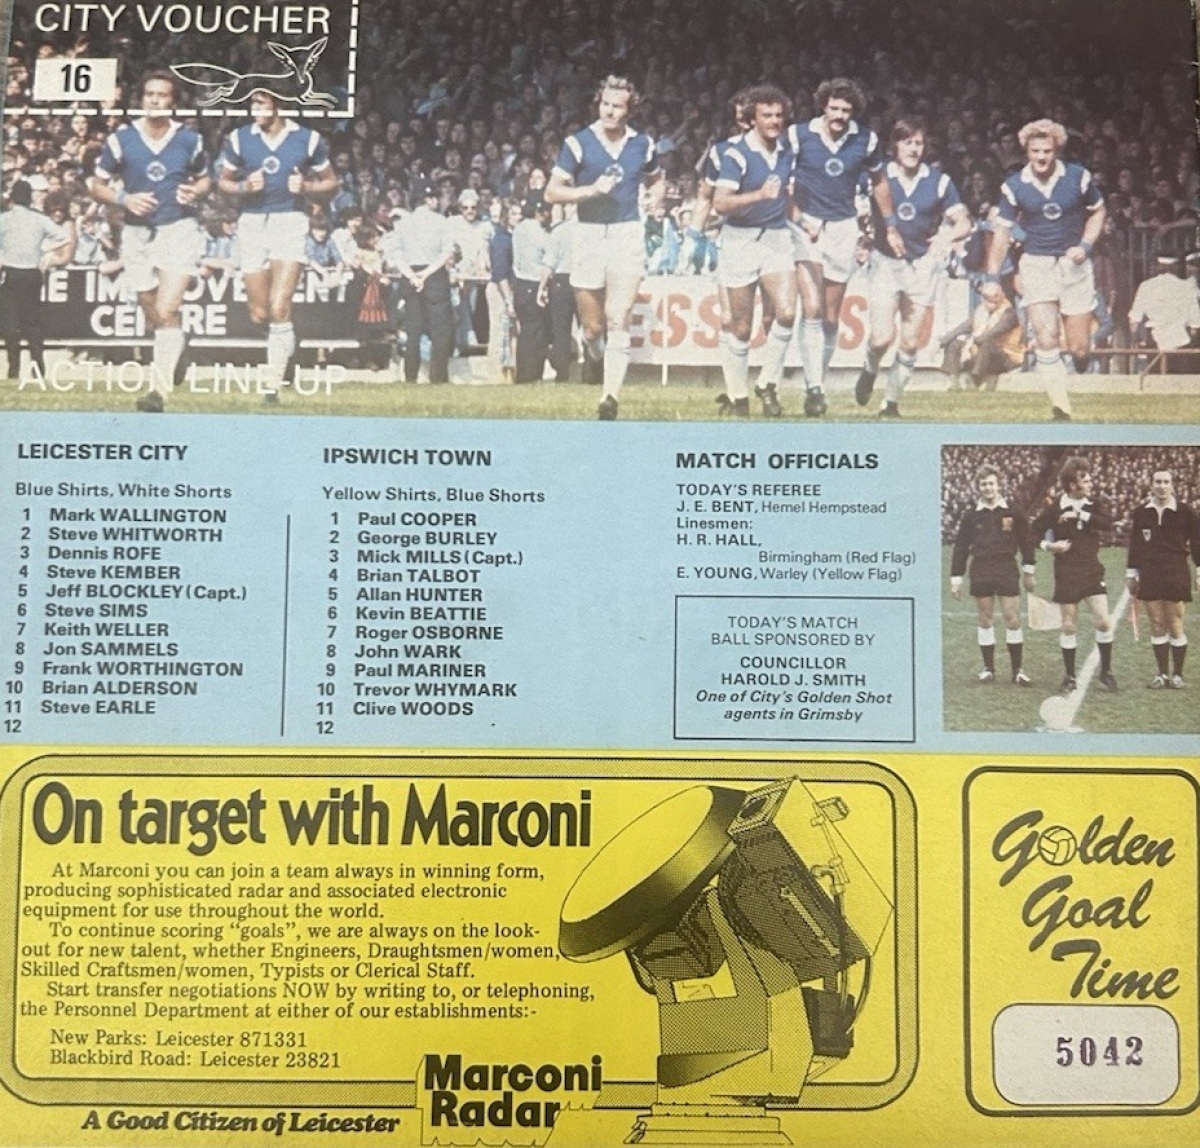 CITY VOUCHER
16
E IM OVEMENT
CENTRE
ESSO
ACTION LINE-UP
LEICESTER CITY
Blue Shirts, White Shorts
1 Mark WALLINGTON
2 Steve WHITWORTH
3 Dennis ROFE
4 Steve KEMBER
5 Jeff BLOCKLEY (Capt.)
6 Steve SIMS
7 Keith WELLER
8 Jon SAMMELS
9 Frank WORTHINGTON
10 Brian ALDERSON
11 Steve EARLE
12
IPSWICH TOWN
Yellow Shirts, Blue Shorts
1 Paul COOPER
2 George BURLEY
3 Mick MILLS (Capt.)
4 Brian TALBOT
5 Allan HUNTER
6 Kevin BEATTIE
7 Roger OSBORNE
8 John WARK
9 Paul MARINER
10 Trevor WHYMARK
11 Clive WOODS
12
MATCH OFFICIALS
TODAY'S REFEREE
J. E. BENT, Hemel Hempstead
Linesmen:
H. R. HALL,
Birmingham (Red Flag)
E. YOUNG, Warley (Yellow Flag)
TODAY'S MATCH
BALL SPONSORED BY
COUNCILLOR
HAROLD J. SMITH
One of City's Golden Shot
agents in Grimsby
On target with Marconi
At Marconi you can join a team always in winning form,
producing sophisticated radar and associated electronic
equipment for use throughout the world.
To continue scoring "goals", we are always on the look-
out for new talent, whether Engineers, Draughtsmen/women,
Skilled Craftsmen/women, Typists or Clerical Staff.
Start transfer negotiations NOW by writing to, or telephoning,
the Personnel Department at either of our establishments:-
New Parks: Leicester 871331
Blackbird Road: Leicester 23821
Marconi
Radar
A Good Citizen of Leicester
Golden
Goal
Time
5042